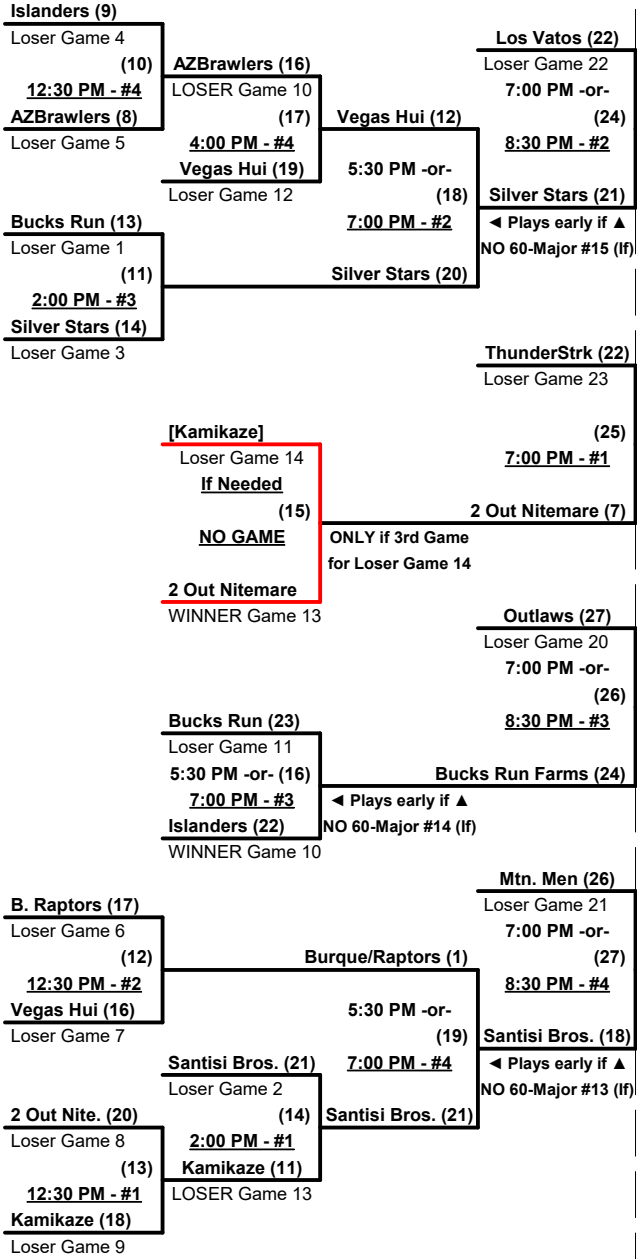 Islanders (9)
Loser Game 4
(10)
12:30 PM - #4
AZBrawlers (8)
Loser Game 5
AZBrawlers (16)
LOSER Game 10
(17)
4:00 PM - #4
Vegas Hui (19)
Loser Game 12
Bucks Run (13)
Loser Game 1
(11)
2:00 PM - #3
Silver Stars (14)
Loser Game 3
Vegas Hui (12)
5:30 PM -or-
(18)
7:00 PM - #2
Silver Stars (20)
Los Vatos (22)
Loser Game 22
7:00 PM -or-
(24)
8:30 PM - #2
Silver Stars (21)
◄ Plays early if ▲
NO 60-Major #15 (If)
ThunderStrk (22)
Loser Game 23
(25)
7:00 PM - #1
2 Out Nitemare (7)
[Kamikaze]
Loser Game 14
If Needed
(15)
NO GAME
2 Out Nitemare
WINNER Game 13
ONLY if 3rd Game
for Loser Game 14
Outlaws (27)
Loser Game 20
7:00 PM -or-
(26)
8:30 PM - #3
Bucks Run Farms (24)
Bucks Run (23)
Loser Game 11
5:30 PM -or- (16)
7:00 PM - #3
Islanders (22)
WINNER Game 10
◄ Plays early if ▲
NO 60-Major #14 (If)
Mtn. Men (26)
Loser Game 21
7:00 PM -or-
(27)
8:30 PM - #4
Santisi Bros. (18)
◄ Plays early if ▲
NO 60-Major #13 (If)
B. Raptors (17)
Loser Game 6
(12)
12:30 PM - #2
Vegas Hui (16)
Loser Game 7
Burque/Raptors (1)
5:30 PM -or-
(19)
7:00 PM - #4
Santisi Bros. (21)
Santisi Bros. (21)
Loser Game 2
(14)
2:00 PM - #1
Kamikaze (11)
LOSER Game 13
2 Out Nite. (20)
Loser Game 8
(13)
12:30 PM - #1
Kamikaze (18)
Loser Game 9